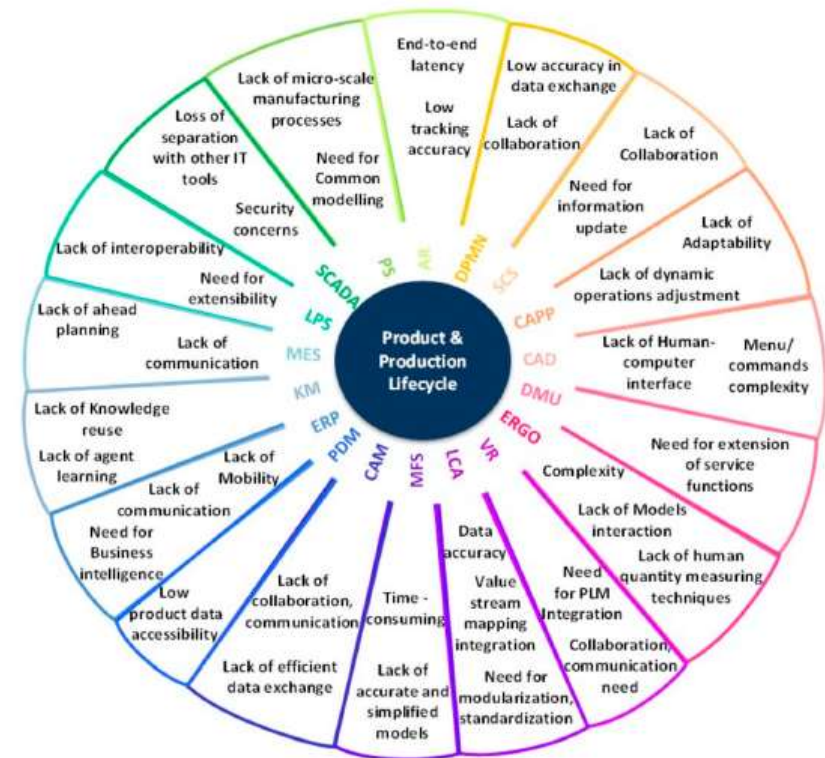 End-to-end
latency
Low
tracking
accuracy
AR
Low accuracy in
data exchange
Lack of
collaboration
DPMN
Lack of
Collaboration
Need for
information
update
SCS
Lack of
Adaptability
Lack of dynamic
operations adjustment
CAPP
Lack of Human-
computer
interface
Menu/
commands
complexity
CAD
Need for extension
of service
functions
DMU
Complexity
Lack of Models
interaction
Lack of human
quantity measuring
techniques
ERGO
Need
for PLM
Integration
Collaboration,
communication
need
VR
Data
accuracy
Value
stream
mapping
integration
Need for
modularization,
standardization
LCA
Time -
consuming
Lack of
accurate and
simplified
models
MFS
Lack of
collaboration,
communication
Lack of efficient
data exchange
CAM
Low
product data
accessibility
PDM
Lack of
Mobility
Lack of
communication
Need for
Business
intelligence
ERP
Lack of Knowledge
reuse
Lack of agent
learning
KM
Lack of ahead
planning
Lack of
communication
MES
Lack of interoperability
Need for
extensibility
LPS
Loss of
separation
with other IT
tools
Security
concerns
SCADA
Lack of micro-scale
manufacturing
processes
Need for
Common
modelling
PS
Product &
Production
Lifecycle